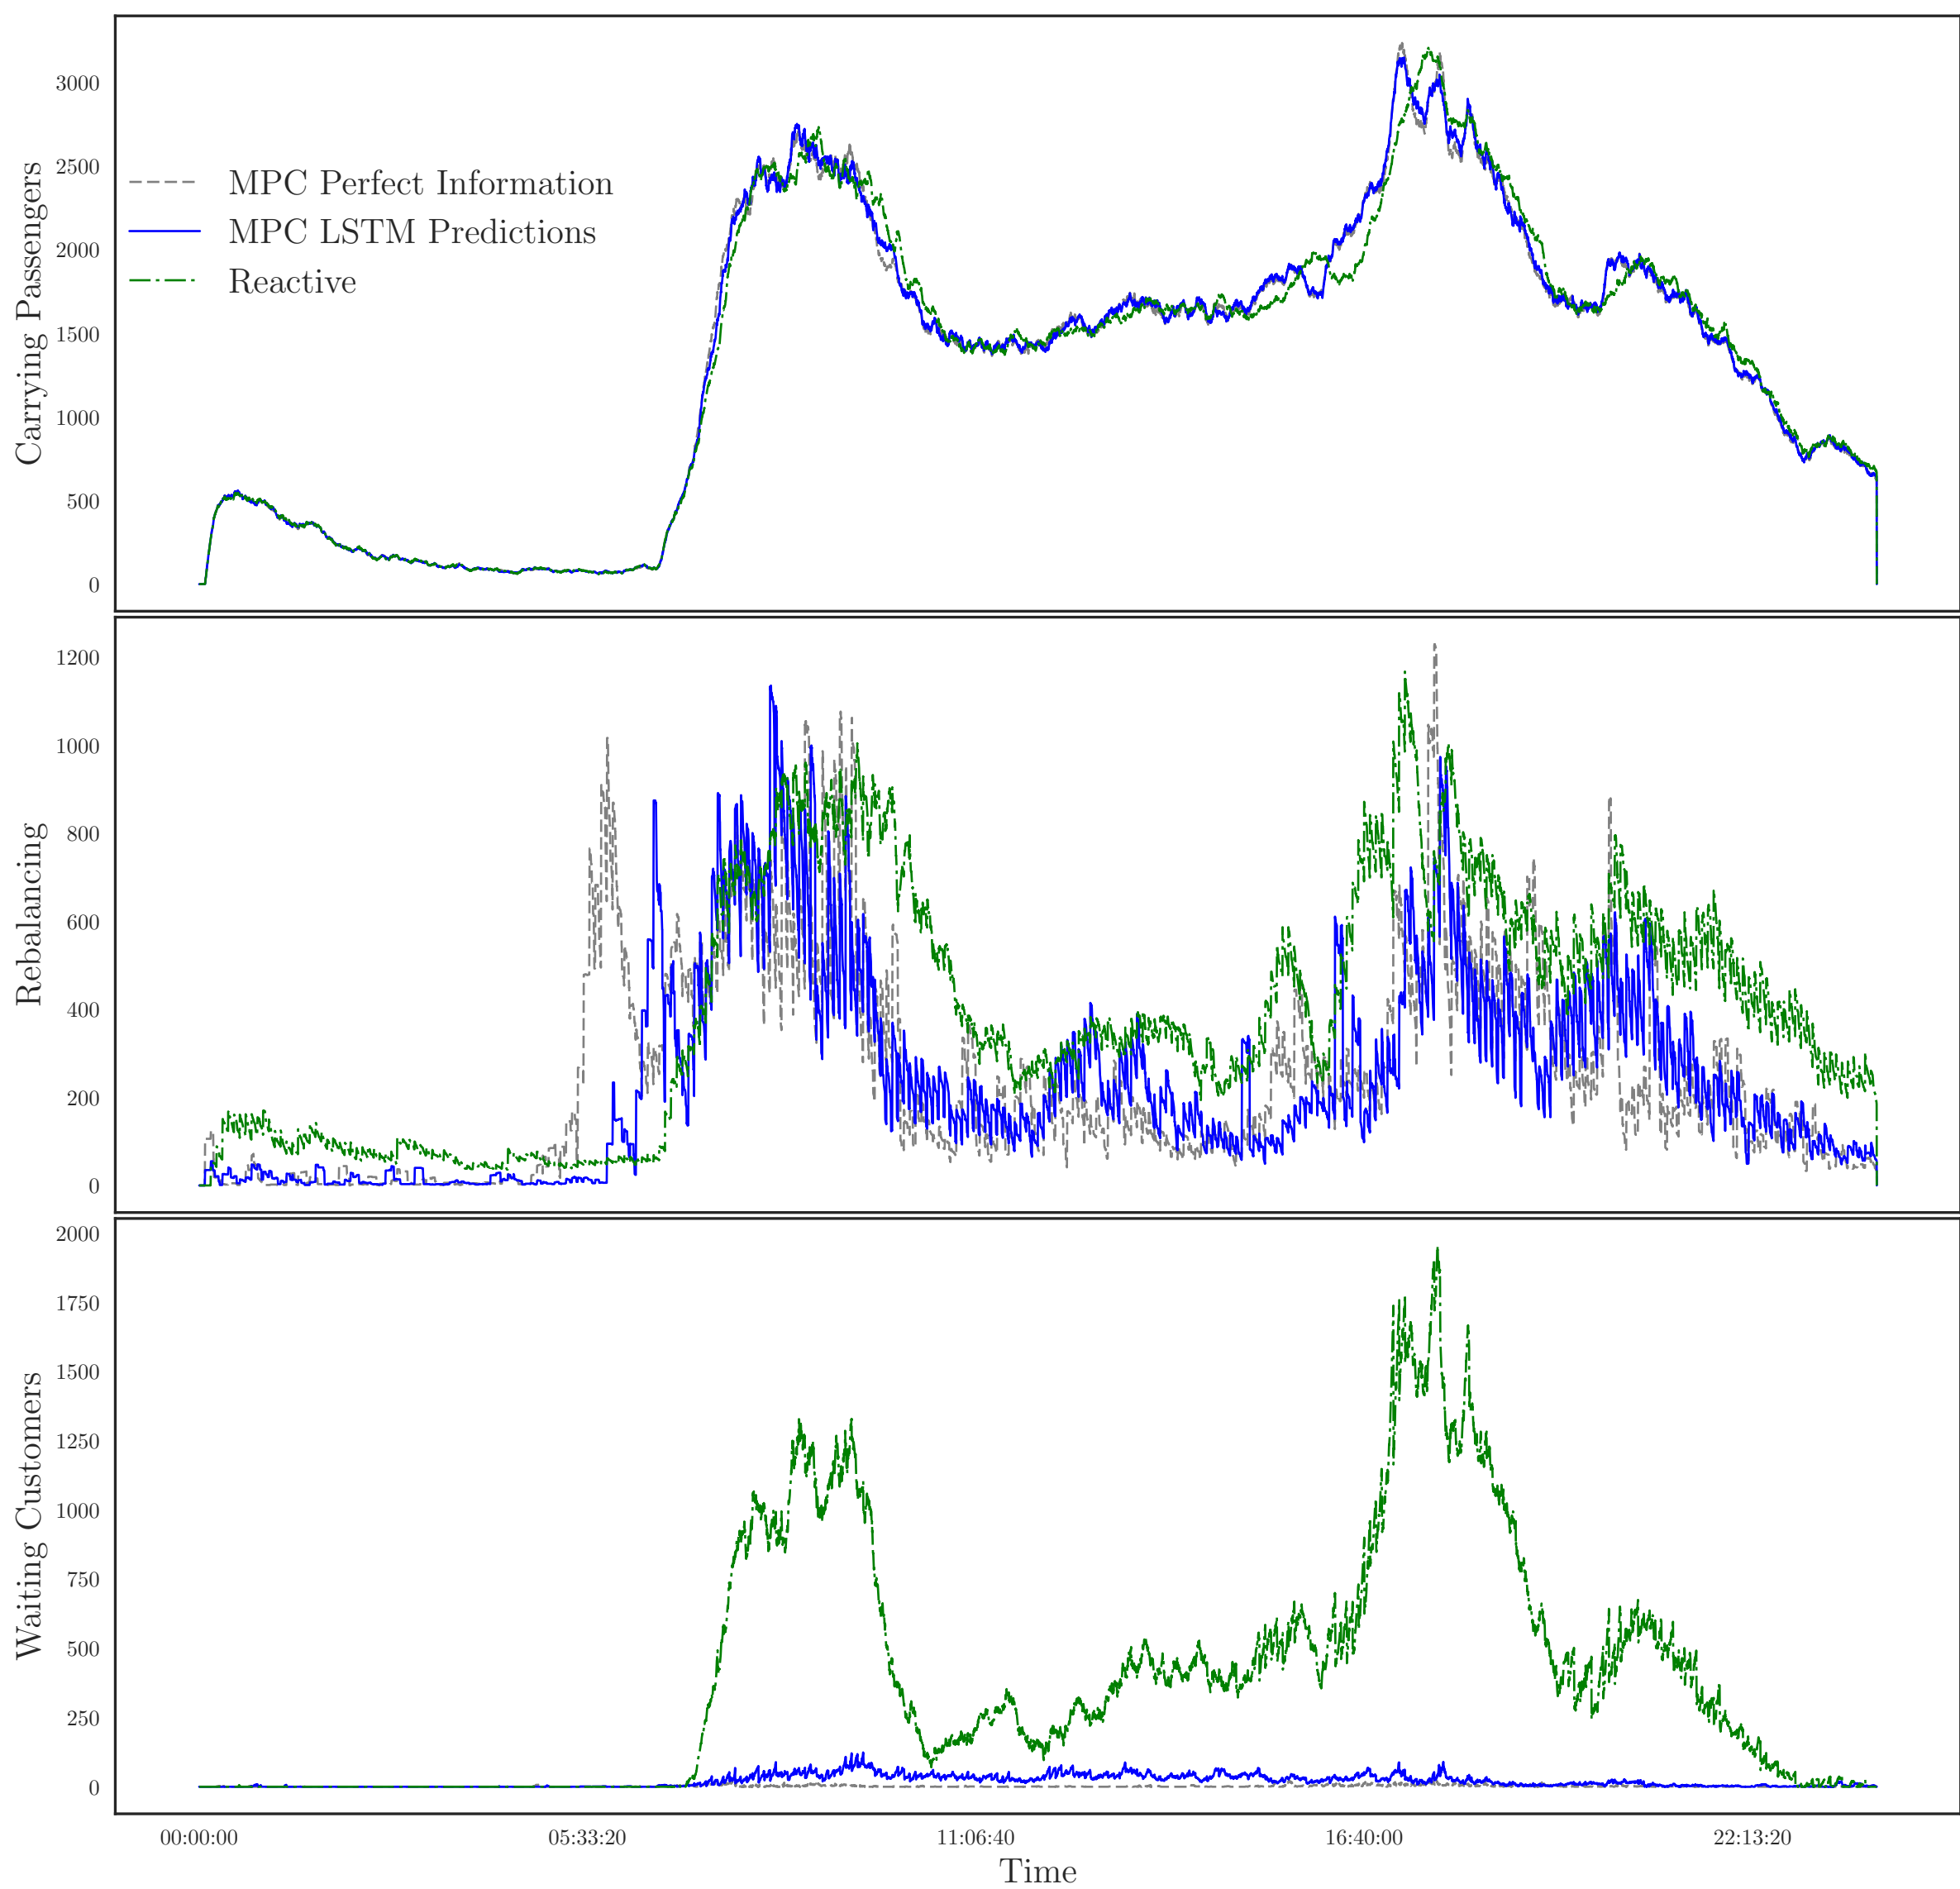 Carrying Passengers
3000
2500
2000
1500
1000
500
0
MPC Perfect Information
MPC LSTM Predictions
Reactive
Rebalancing
1200
1000
800
600
400
200
0
Waiting Customers
2000
1750
1500
1250
1000
750
500
250
0
00:00:00 05:33:20 11:06:40 16:40:00 22:13:20
Time